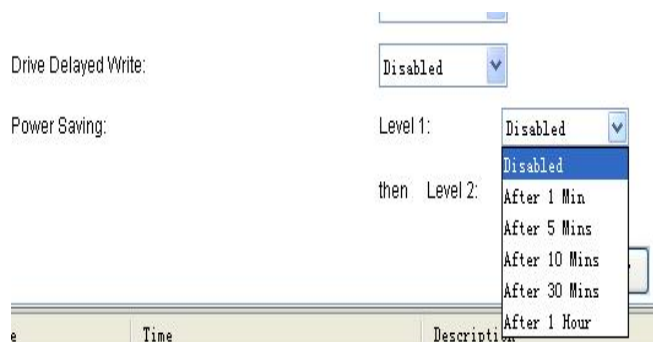 Drive Delayed Write:
Disabled
Power Saving:
Level 1:
Disabled
Disabled
After 1 Min
After 5 Mins
After 10 Mins
After 30 Mins
After 1 Hour
then Level 2:
Time